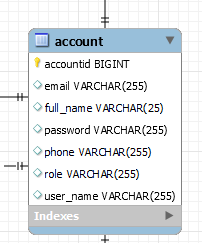 account
accountid BIGINT
email VARCHAR(255)
full_name VARCHAR(25)
password VARCHAR(255)
phone VARCHAR(255)
role VARCHAR(255)
user_name VARCHAR(255)
Indexes